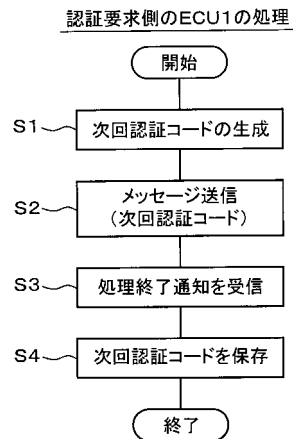 認証要求側のECU1の処理
開始
S1
次回認証コードの生成
S2
メッセージ送信
(次回認証コード)
S3
処理終了通知を受信
S4
次回認証コードを保存
終了